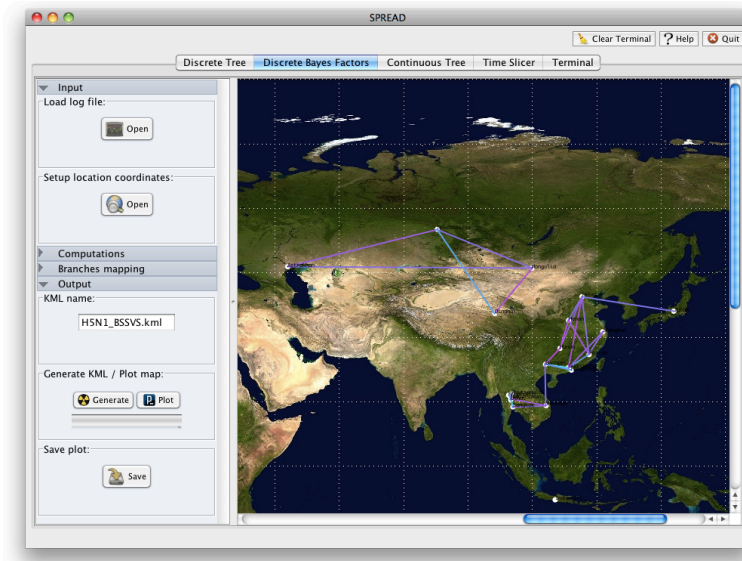 SPREAD
Clear Terminal ? Help Quit
Discrete Tree Discrete Bayes Factors Continuous Tree Time Slicer Terminal
Input
Load log file:
Open
Setup location coordinates:
Open
Computations
Branches mapping
Output
KML name:
H5N1_BSSVS.kml
Generate KML / Plot map:
Generate P Plot
Save plot:
Save
Mongolia